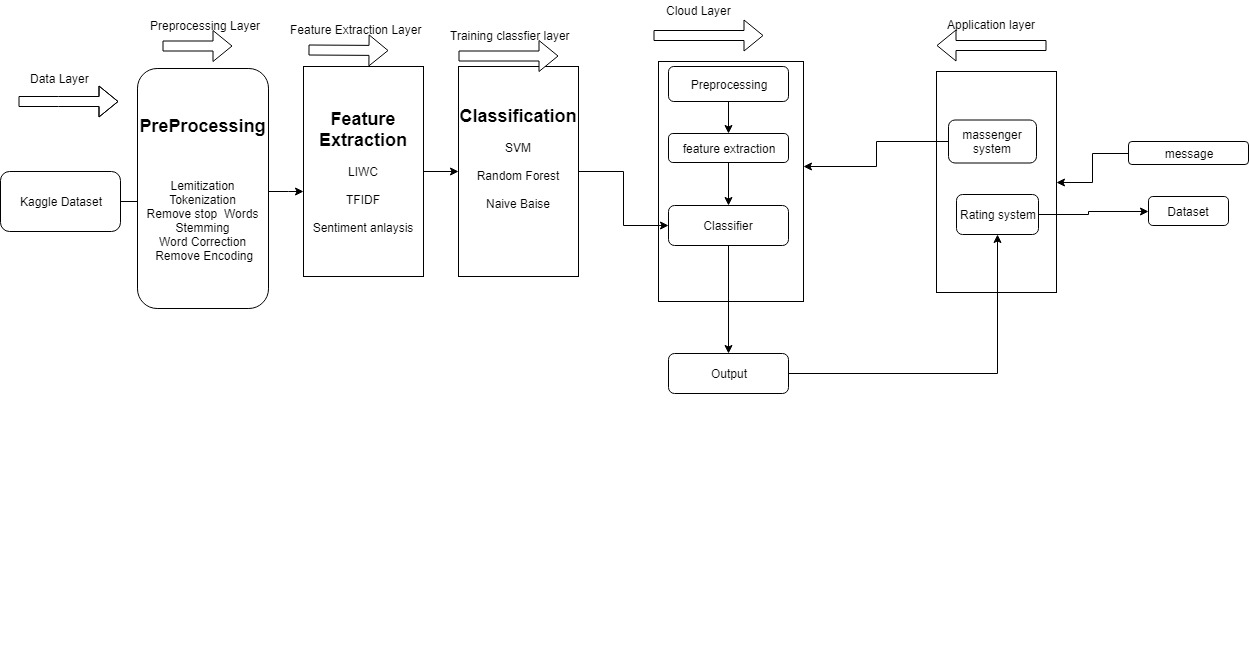 Data Layer
Kaggle Dataset
Preprocessing Layer
PreProcessing
Lemitization
Tokenization
Remove stop  Words
Stemming
Word Correction
Remove Encoding
Feature Extraction Layer
Feature
Extraction
LIWC
TFIDF
Sentiment anlaysis
Training classfier layer
Classification
SVM
Random Forest
Naive Baise
Cloud Layer
Preprocessing
feature extraction
Classifier
Output
Application layer
massenger
system
Rating system
message
Dataset